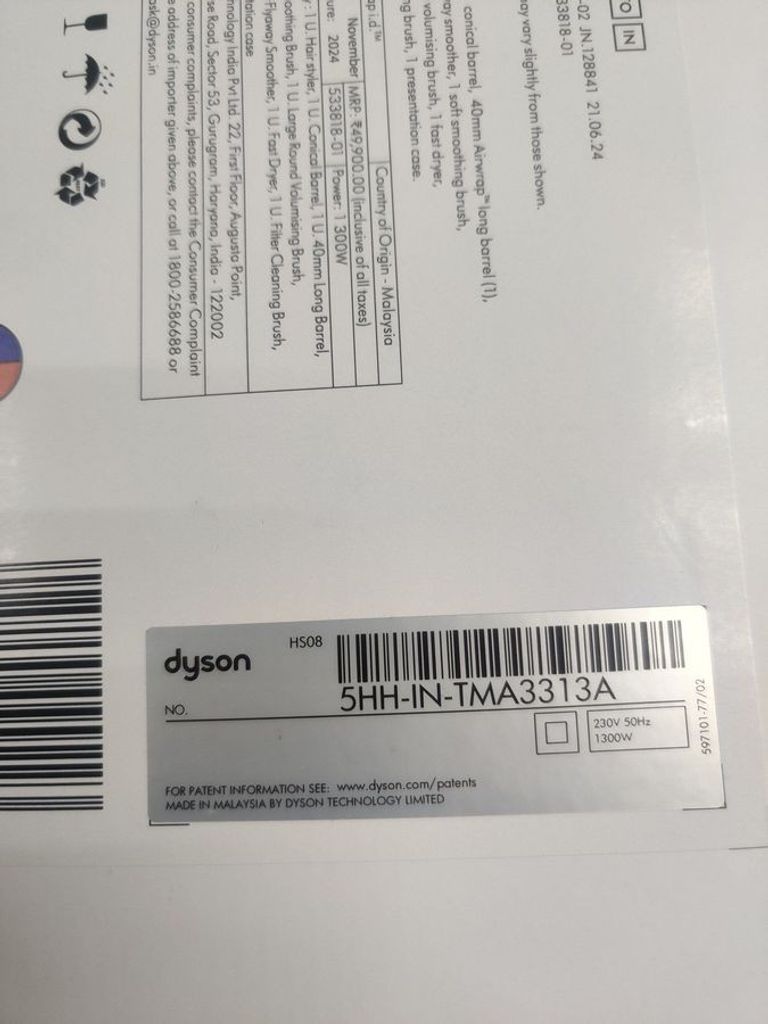 IN
-02 JN.128841 21.06.24
33818-01
ay vary slightly from those shown.
conical barrel, 40mm Airwrap™ long barrel (1),
ay smoother, 1 soft smoothing brush,
volumising brush, 1 fast dryer,
ng brush, 1 presentation case.
ap i.d.™ Country of Origin - Malaysia
November MRP: ₹49,900.00 (inclusive of all taxes)
ure: 2024 533818-01 Power: 1 300W
y: 1 U. Hair styler, 1 U. Conical Barrel, 1 U. 40mm Long Barrel,
oothing Brush, 1 U. Large Round Volumising Brush,
Flyaway Smoother, 1 U. Fast Dryer, 1 U. Filter Cleaning Brush,
tation case
hnology India Pvt Ltd. 22, First Floor, Augusta Point,
se Road, Sector 53, Gurugram, Haryana, India - 122002
consumer complaints, please contact the Consumer Complaint
e address of importer given above, or call at 1800-2586688 or
ask@dyson.in
dyson
HS08
5HH-IN-TMA3313A
NO.
230V 50Hz
1300W
597101-77/02
FOR PATENT INFORMATION SEE: www.dyson.com/patents
MADE IN MALAYSIA BY DYSON TECHNOLOGY LIMITED